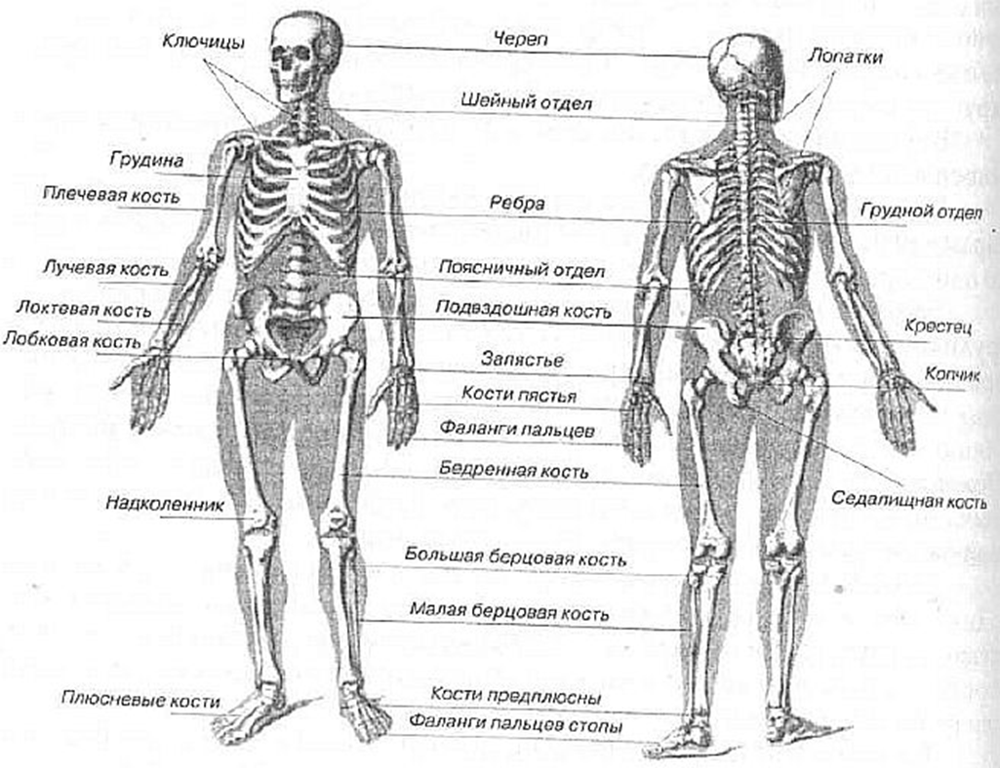 Ключицы
Череп
Лопатки
Шейный отдел
Грудина
Плечевая кость
Ребра
Грудной отдел
Лучевая кость
Поясничный отдел
Локтевая кость
Подвздошная кость
Крестец
Лобковая кость
Запястье
Копчик
Кости пястья
Фаланги пальцев
Бедренная кость
Надколенник
Седалищная кость
Большая берцовая кость
Малая берцовая кость
Плюсневые кости
Кости предплюсны
Фаланги пальцев стопы